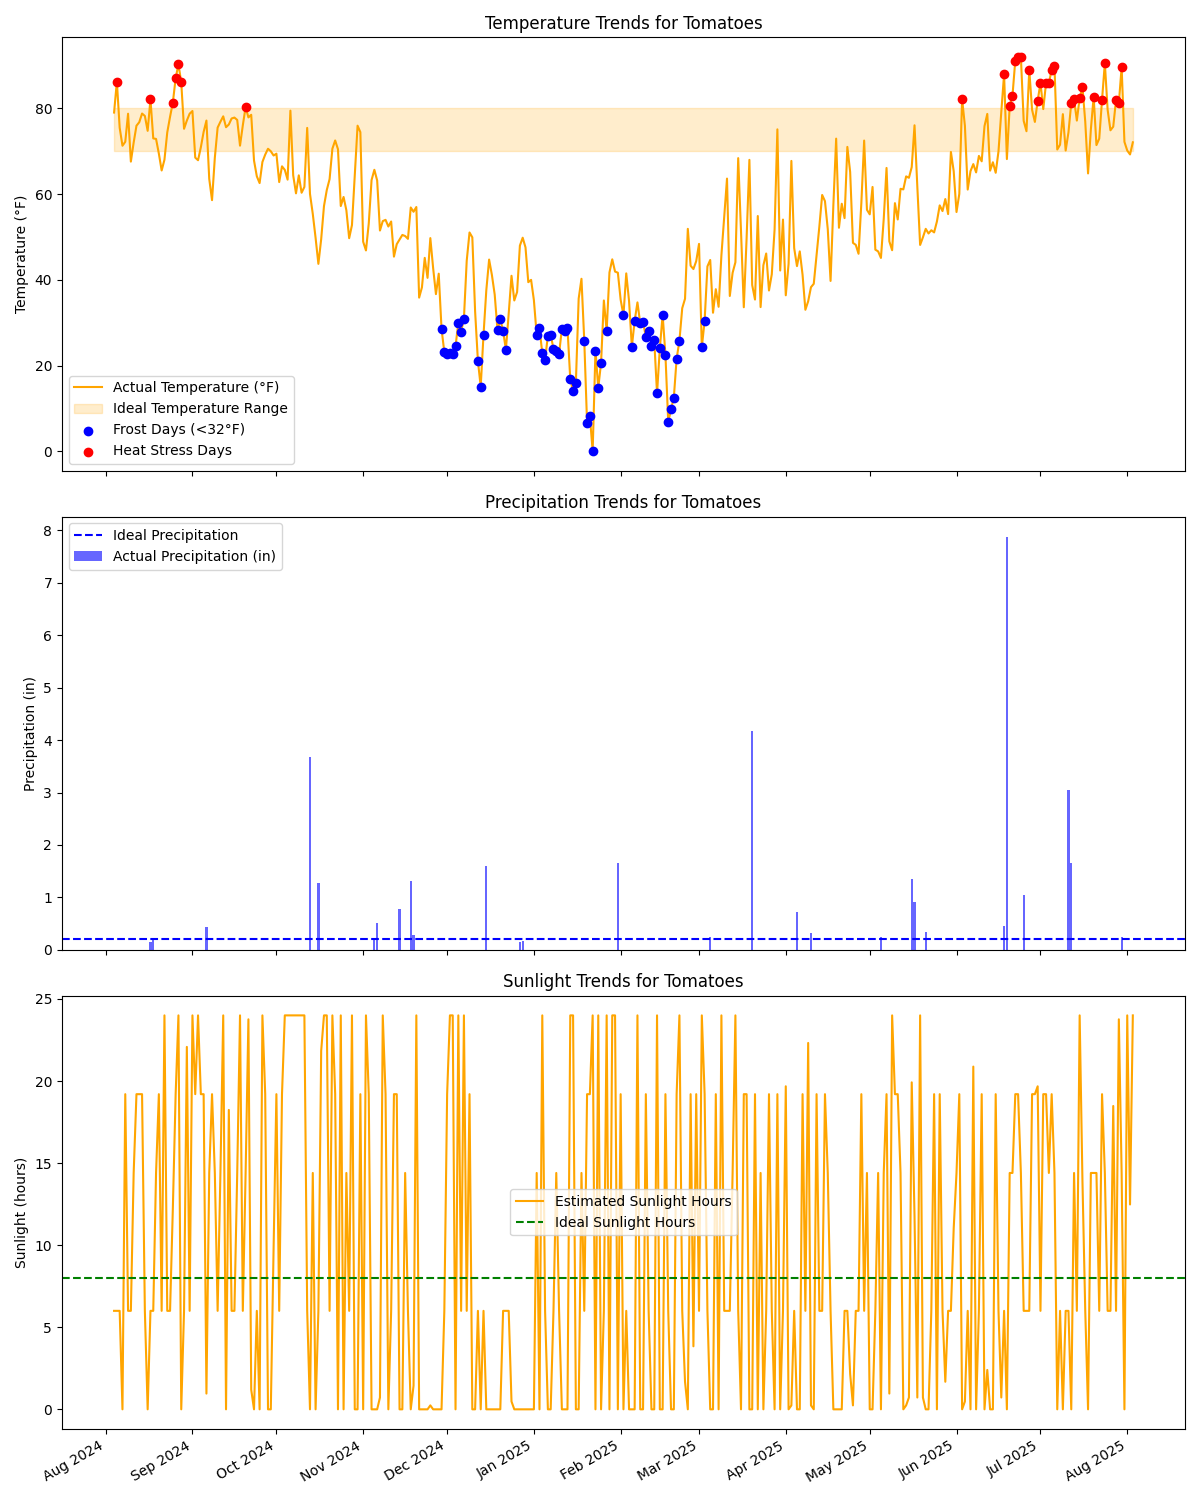 Temperature Trends for Tomatoes
Temperature (°F)
80
60
40
20
0
Actual Temperature (°F)
Ideal Temperature Range
Frost Days (<32°F)
Heat Stress Days
Precipitation Trends for Tomatoes
Precipitation (in)
8
7
6
5
4
3
2
1
0
Ideal Precipitation
Actual Precipitation (in)
Sunlight Trends for Tomatoes
Sunlight (hours)
25
20
15
10
5
0
Estimated Sunlight Hours
Ideal Sunlight Hours
Aug 2024
Sep 2024
Oct 2024
Nov 2024
Dec 2024
Jan 2025
Feb 2025
Mar 2025
Apr 2025
May 2025
Jun 2025
Jul 2025
Aug 2025